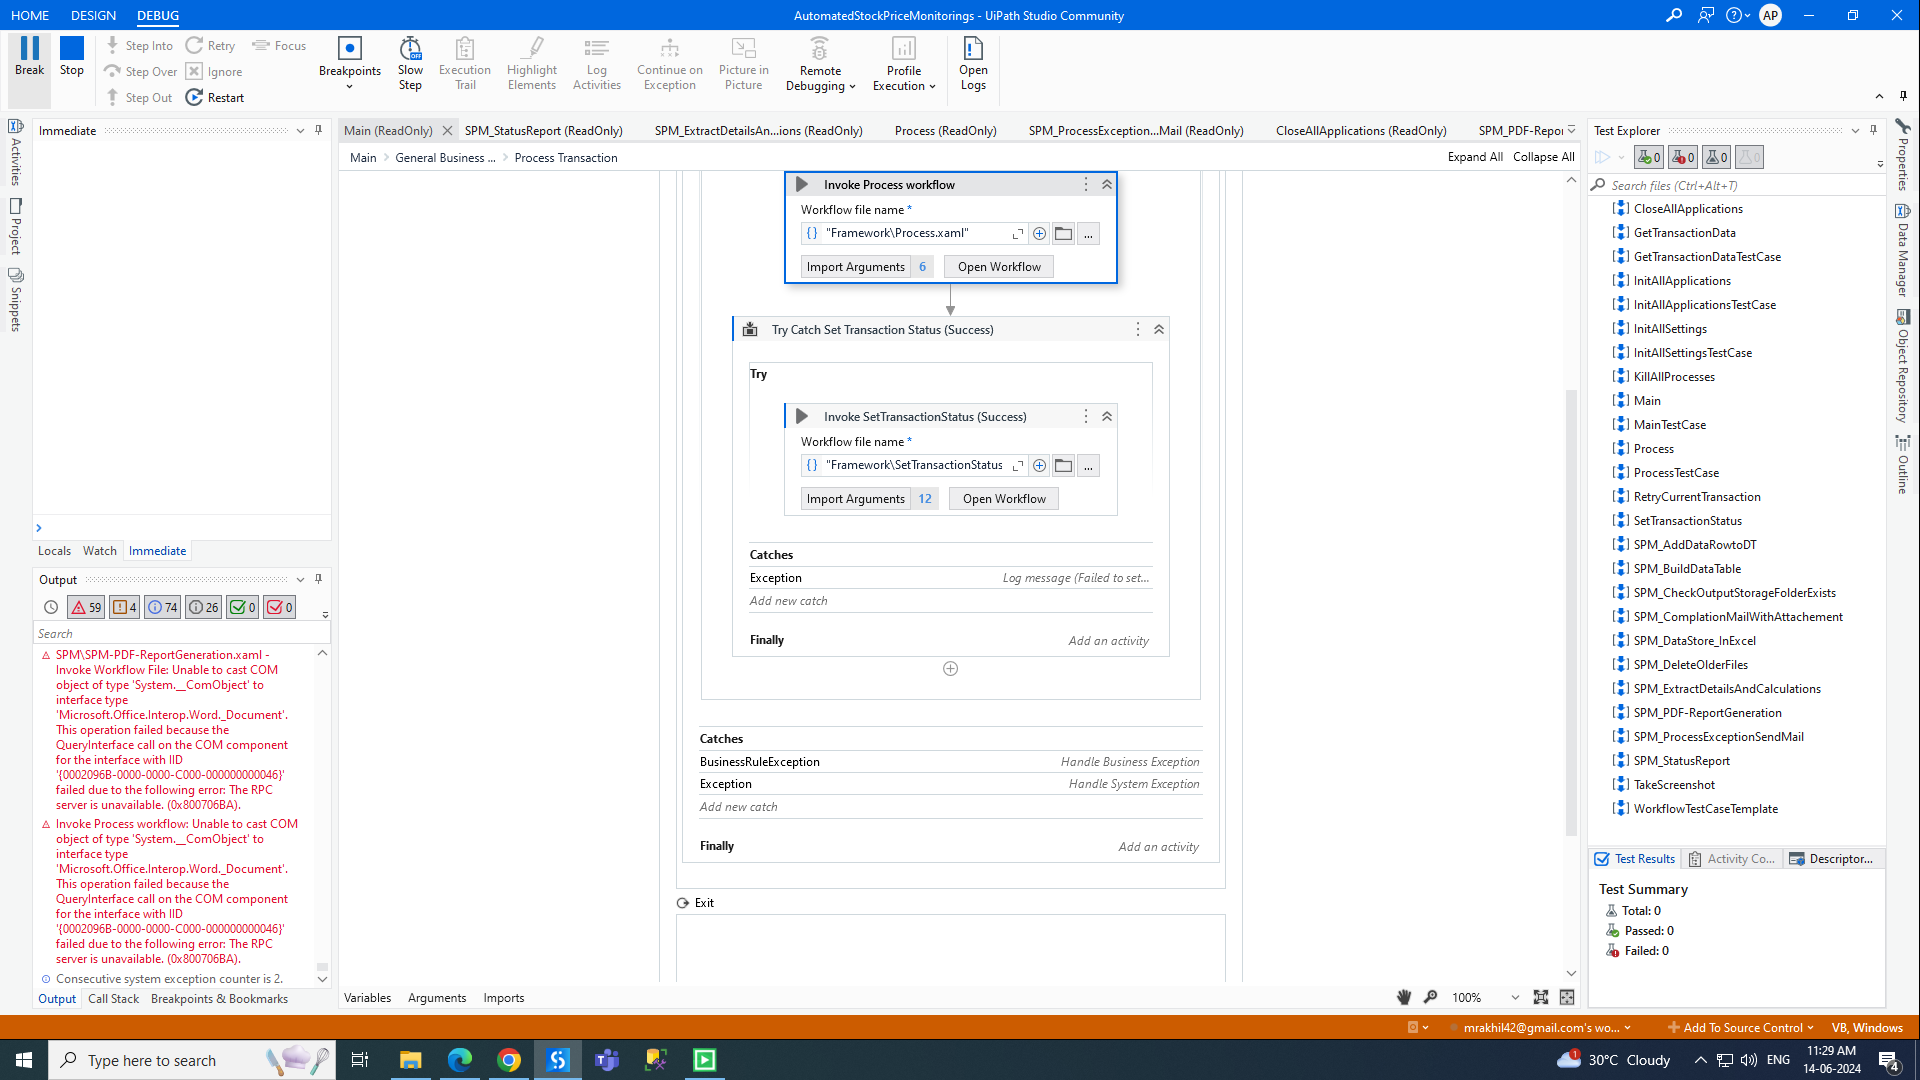 HOME DESIGN DEBUG
AutomatedStockPriceMonitorings - UiPath Studio Community
AP
Break
Stop
Step Into
Step Over
Step Out
Retry
Ignore
Restart
Focus
Breakpoints
Slow Step
Execution Trail
Highlight Elements
Log Activities
Continue on Exception
Picture in Picture
Remote Debugging
Profile Execution
Open Logs
Activities
Project
Snippets
Immediate
Locals Watch Immediate
Output
59 4 74 26 0 0
Search
SPM\SPM-PDF-ReportGeneration.xaml -
Invoke Workflow File: Unable to cast COM
object of type 'System.__ComObject' to
interface type
'Microsoft.Office.Interop.Word._Document'.
This operation failed because the
QueryInterface call on the COM component
for the interface with IID
'{0002096B-0000-0000-C000-000000000046}'
failed due to the following error: The RPC
server is unavailable. (0x800706BA).
Invoke Process workflow: Unable to cast COM
object of type 'System.__ComObject' to
interface type
'Microsoft.Office.Interop.Word._Document'.
This operation failed because the
QueryInterface call on the COM component
for the interface with IID
'{0002096B-0000-0000-C000-000000000046}'
failed due to the following error: The RPC
server is unavailable. (0x800706BA).
Consecutive system exception counter is 2.
Output Call Stack Breakpoints & Bookmarks
Main (ReadOnly) SPM_StatusReport (ReadOnly) SPM_ExtractDetailsAn...ions (ReadOnly) Process (ReadOnly) SPM_ProcessException...Mail (ReadOnly) CloseAllApplications (ReadOnly) SPM_PDF-Repor
Main General Business ... Process Transaction
Expand All Collapse All
Invoke Process workflow
Workflow file name *
{} "Framework\Process.xaml" ...
Import Arguments 6 Open Workflow
Try Catch Set Transaction Status (Success)
Try
Invoke SetTransactionStatus (Success)
Workflow file name *
{} "Framework\SetTransactionStatus ...
Import Arguments 12 Open Workflow
Catches
Exception Log message (Failed to set...
Add new catch
Finally Add an activity
Catches
BusinessRuleException Handle Business Exception
Exception Handle System Exception
Add new catch
Finally Add an activity
Exit
Variables Arguments Imports
100%
Test Explorer
0 0 0 0
Search files (Ctrl+Alt+T)
CloseAllApplications
GetTransactionData
GetTransactionDataTestCase
InitAllApplications
InitAllApplicationsTestCase
InitAllSettings
InitAllSettingsTestCase
KillAllProcesses
Main
MainTestCase
Process
ProcessTestCase
RetryCurrentTransaction
SetTransactionStatus
SPM_AddDataRowtoDT
SPM_BuildDataTable
SPM_CheckOutputStorageFolderExists
SPM_ComplationMailWithAttachement
SPM_DataStore_InExcel
SPM_DeleteOlderFiles
SPM_ExtractDetailsAndCalculations
SPM_PDF-ReportGeneration
SPM_ProcessExceptionSendMail
SPM_StatusReport
TakeScreenshot
WorkflowTestCaseTemplate
Test Results Activity Co... Descriptor...
Test Summary
Total: 0
Passed: 0
Failed: 0
Properties
Data Manager
Object Repository
Outline
mrakhil42@gmail.com's wo... Add To Source Control VB, Windows
Type here to search
1 30°C Cloudy
ENG
11:29 AM
14-06-2024
4